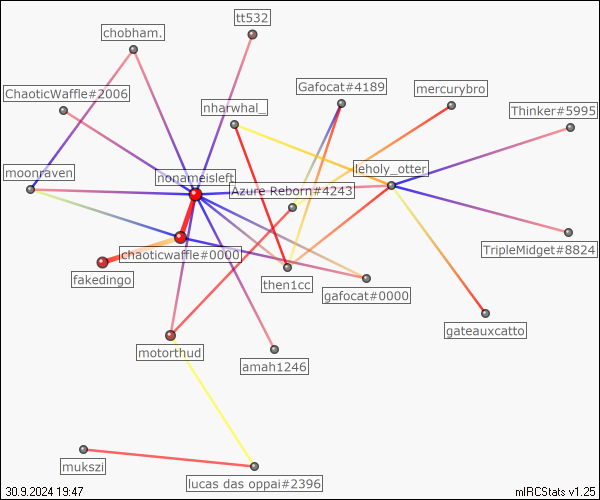 tt532
chobham.
Gafocat#4189
mercurybro
ChaoticWaffle#2006
nharwhal_
Thinker#5995
moonraven
leholy_otter
nonameisleft
Azure Reborn#4243
chaoticwaffle#0000
TripleMidget#8824
fakedingo
then1cc
gafocat#0000
gateauxcatto
motorthud
amah1246
mukszi
lucas das oppai#2396
30.9.2024 19:47
mIRCStats v1.25